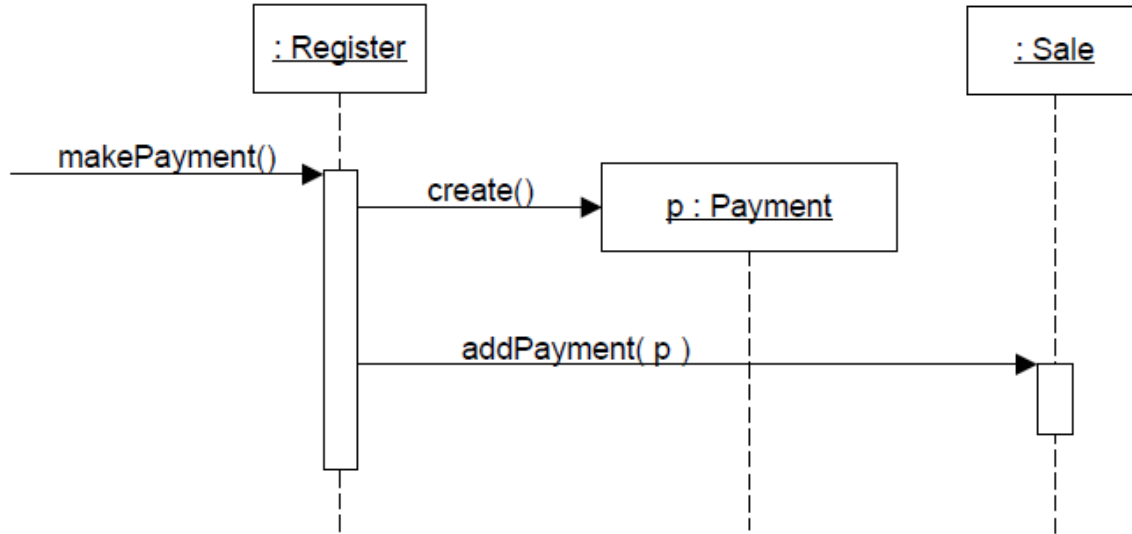 : Register
: Sale
makePayment()
create()
p : Payment
addPayment( p )